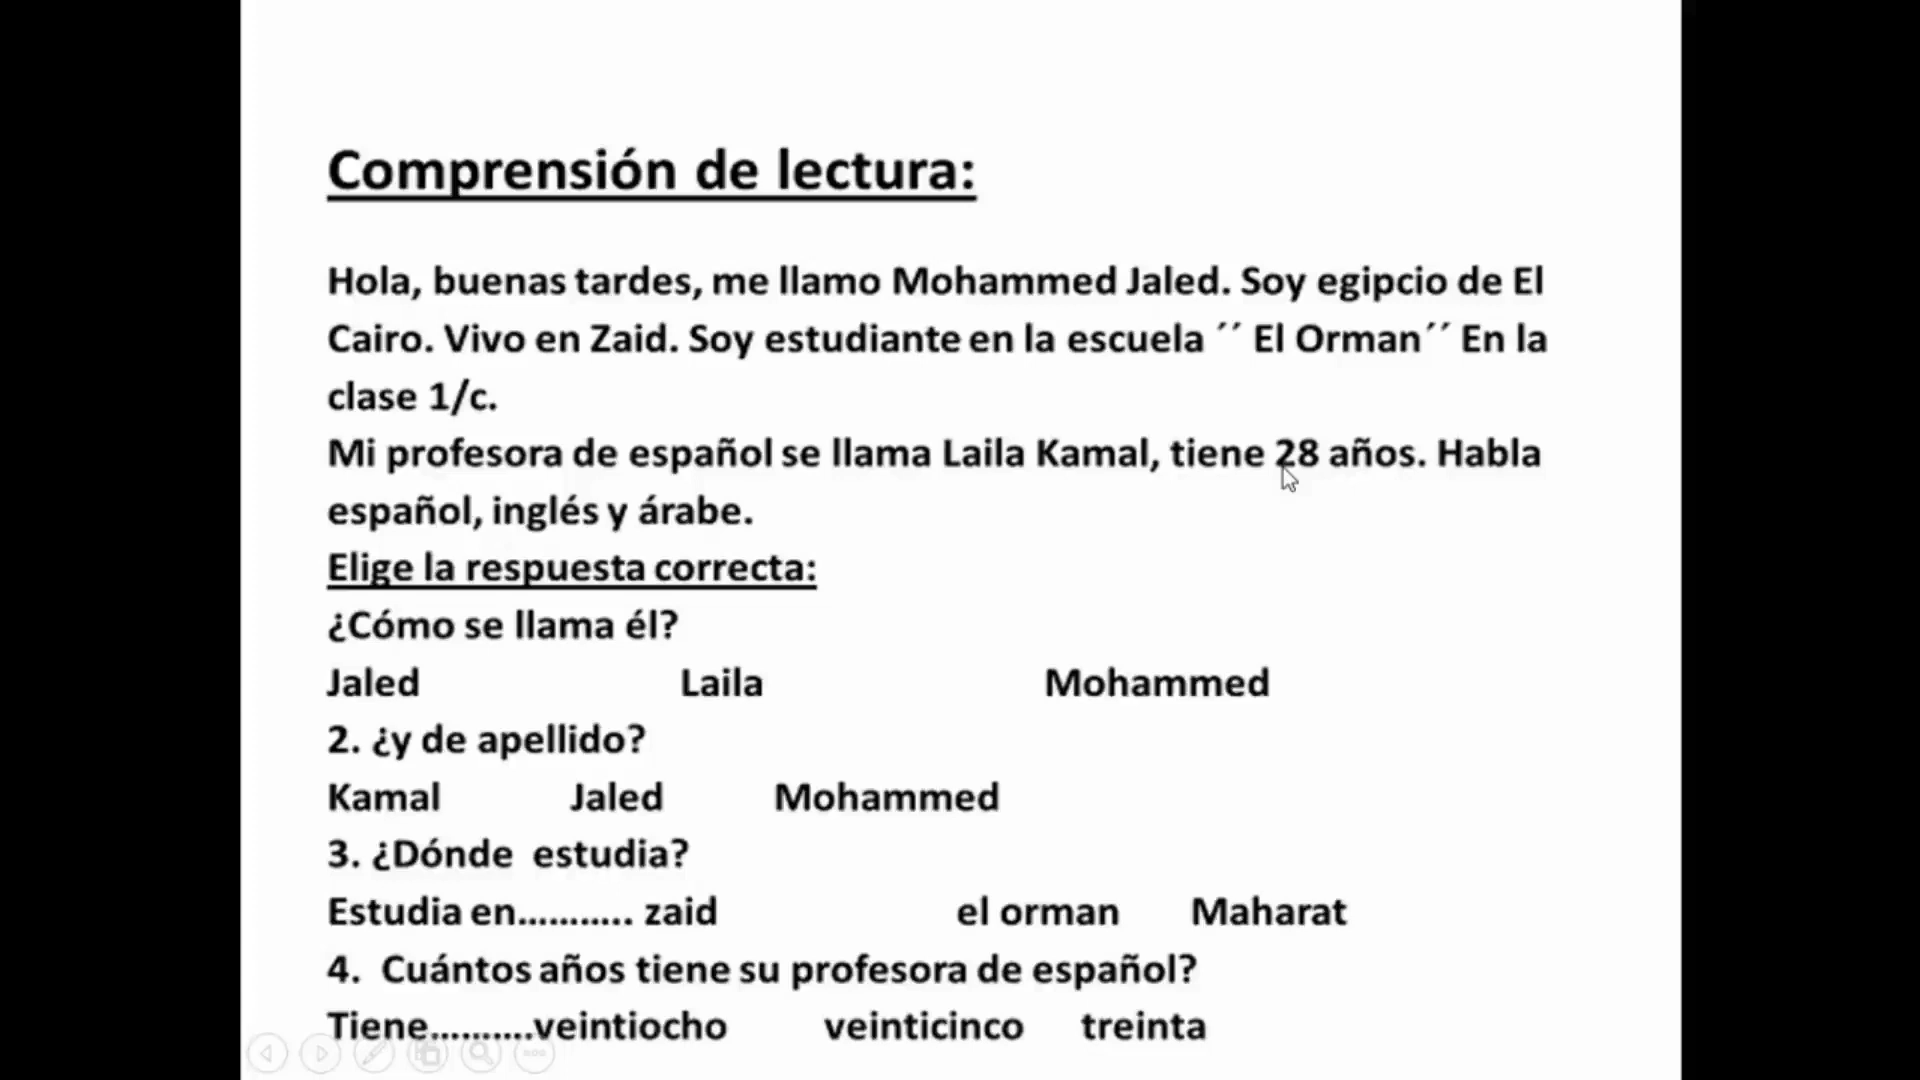 Comprensión de lectura:
Hola, buenas tardes, me llamo Mohammed Jaled. Soy egipcio de El
Cairo. Vivo en Zaid. Soy estudiante en la escuela ´´ El Orman´´ En la
clase 1/c.
Mi profesora de español se llama Laila Kamal, tiene 28 años. Habla
español, inglés y árabe.
Elige la respuesta correcta:
¿Cómo se llama él?
Jaled Laila Mohammed
2. ¿y de apellido?
Kamal Jaled Mohammed
3. ¿Dónde estudia?
Estudia en……….. zaid el orman Maharat
4. Cuántos años tiene su profesora de español?
Tiene……….veintiocho veinticinco treinta